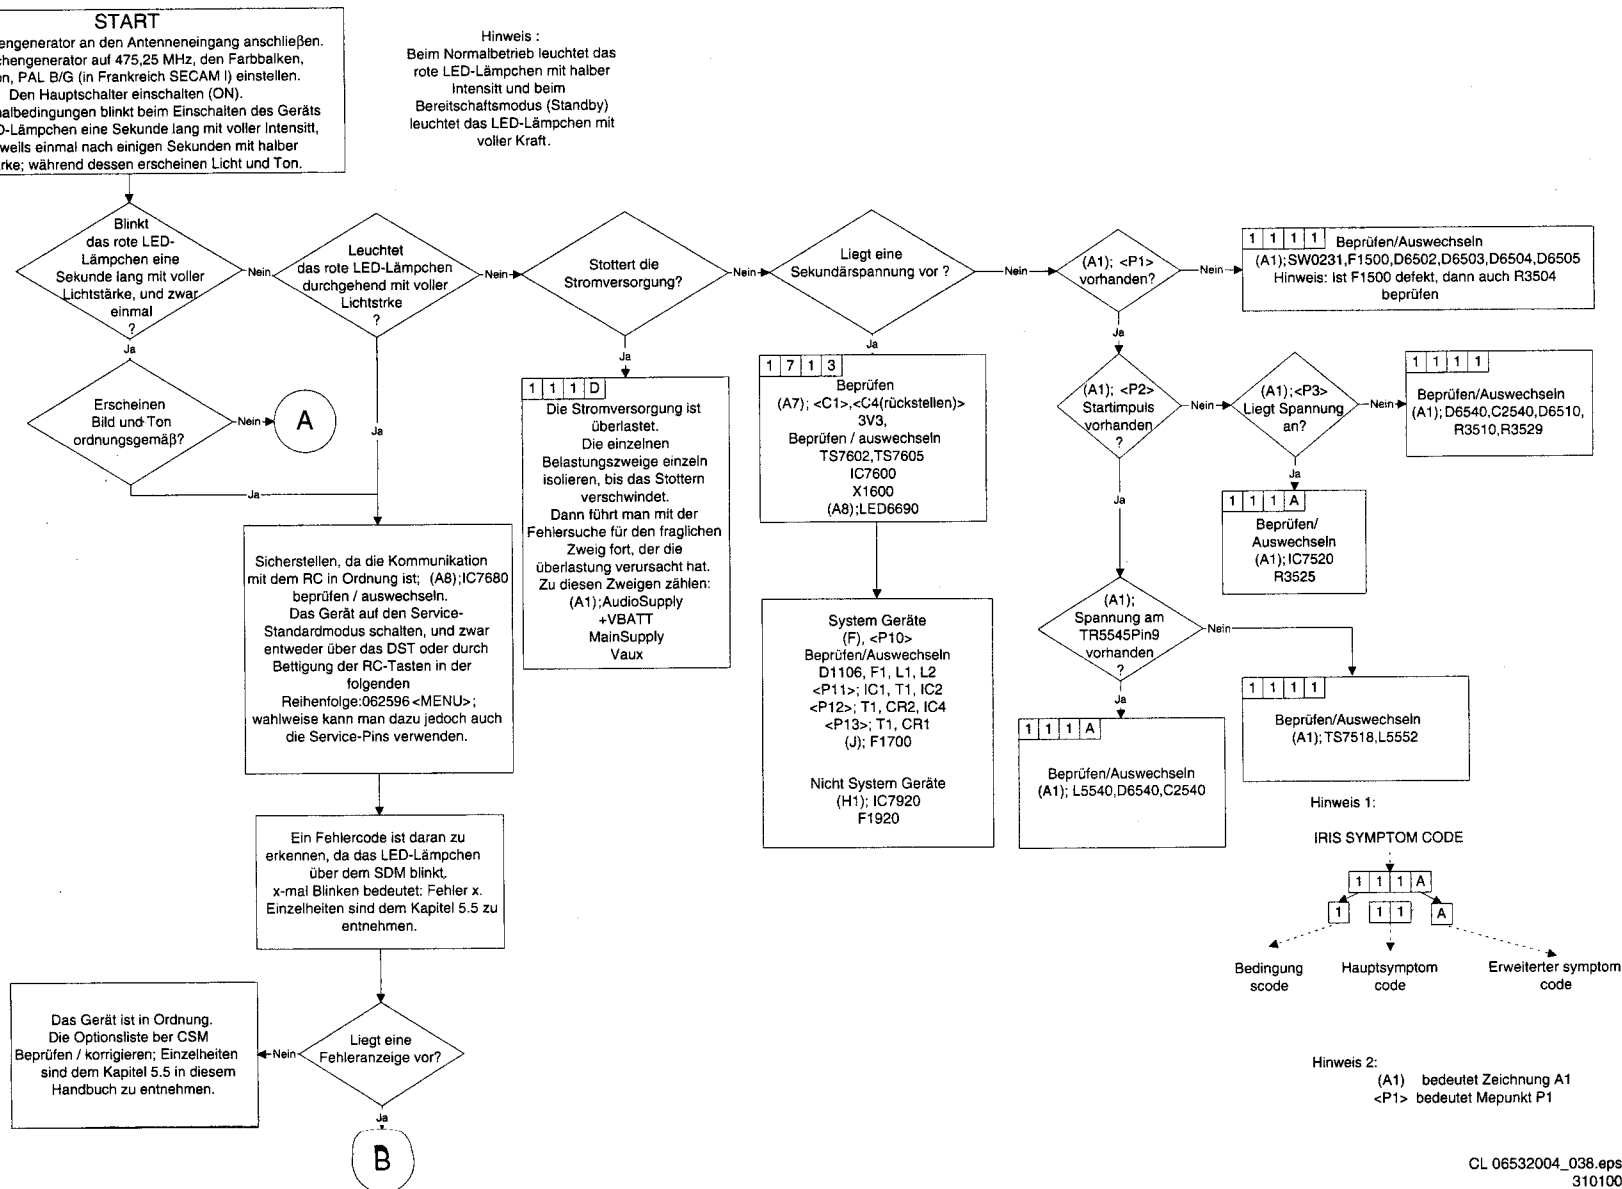 START
engenerator an den Antenneneingang anschließen.
chengenerator auf 475,25 MHz, den Farbbalken,
n, PAL B/G (in Frankreich SECAM I) einstellen.
Den Hauptschalter einschalten (ON).
albedingungen blinkt beim Einschalten des Geräts
D-Lämpchen eine Sekunde lang mit voller Intensitt,
weils einmal nach einigen Sekunden mit halber
rke; während dessen erscheinen Licht und Ton.
Hinweis :
Beim Normalbetrieb leuchtet das
rote LED-Lämpchen mit halber
Intensitt und beim
Bereitschaftsmodus (Standby)
leuchtet das LED-Lämpchen mit
voller Kraft.
Blinkt
das rote LED-
Lämpchen eine
Sekunde lang mit voller
Lichtstärke, und zwar
einmal
?
Nein
Ja
Leuchtet
das rote LED-Lämpchen
durchgehend mit voller
Lichtstrke
?
Nein
Ja
Stottert die
Stromversorgung?
Nein
Ja
Liegt eine
Sekundärspannung vor ?
Nein
Ja
(A1); <P1>
vorhanden?
Nein
Ja
1 1 1 1
Beprüfen/Auswechseln
(A1);SW0231,F1500,D6502,D6503,D6504,D6505
Hinweis: ist F1500 defekt, dann auch R3504
beprüfen
Erscheinen
Bild und Ton
ordnungsgemäβ?
Nein
A
Ja
1 1 1 D
Die Stromversorgung ist
überlastet.
Die einzelnen
Belastungszweige einzeln
isolieren, bis das Stottern
verschwindet.
Dann führt man mit der
Fehlersuche für den fraglichen
Zweig fort, der die
überlastung verursacht hat.
Zu diesen Zweigen zählen:
(A1);AudioSupply
+VBATT
MainSupply
Vaux
1 7 1 3
Beprüfen
(A7); <C1>,<C4(rückstellen)>
3V3,
Beprüfen / auswechseln
TS7602,TS7605
IC7600
X1600
(A8);LED6690
(A1); <P2>
Startimpuls
vorhanden
?
Nein
Ja
(A1);<P3>
Liegt Spannung
an?
Nein
Ja
1 1 1 1
Beprüfen/Auswechseln
(A1); D6540,C2540,D6510,
R3510,R3529
1 1 1 A
Beprüfen/
Auswechseln
(A1); IC7520
R3525
Sicherstellen, da die Kommunikation
mit dem RC in Ordnung ist; (A8);IC7680
beprüfen / auswechseln.
Das Gerät auf den Service-
Standardmodus schalten, und zwar
entweder über das DST oder durch
Bettigung der RC-Tasten in der
folgenden
Reihenfolge:062596<MENU>;
wahlweise kann man dazu jedoch auch
die Service-Pins verwenden.
System Geräte
(F), <P10>
Beprüfen/Auswechseln
D1106, F1, L1, L2
<P11>; IC1, T1, IC2
<P12>; T1, CR2, IC4
<P13>; T1, CR1
(J); F1700
Nicht System Geräte
(H1); IC7920
F1920
(A1);
Spannung am
TR5545Pin9
vorhanden
?
Nein
Ja
1 1 1 A
Beprüfen/Auswechseln
(A1); L5540,D6540,C2540
1 1 1 1
Beprüfen/Auswechseln
(A1); TS7518,L5552
Ein Fehlercode ist daran zu
erkennen, da das LED-Lämpchen
über dem SDM blinkt.
x-mal Blinken bedeutet: Fehler x.
Einzelheiten sind dem Kapitel 5.5 zu
entnehmen.
Liegt eine
Fehleranzeige vor?
Nein
Ja
Das Gerät ist in Ordnung.
Die Optionsliste ber CSM
Beprüfen / korrigieren; Einzelheiten
sind dem Kapitel 5.5 in diesem
Handbuch zu entnehmen.
B
Hinweis 1:
IRIS SYMPTOM CODE
1 1 1 A
1 1 1 A
Bedingung
scode
Hauptsymptom
code
Erweiterter symptom
code
Hinweis 2:
(A1) bedeutet Zeichnung A1
<P1> bedeutet Mepunkt P1
CL 06532004_038.eps
310100